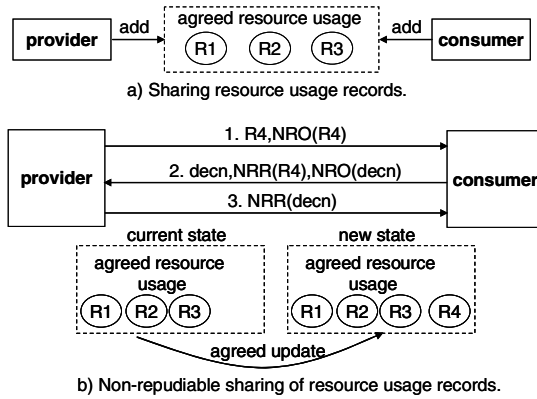 agreed resource usage
provider
add
R1
R2
R3
add
consumer
a) Sharing resource usage records.
provider
1. R4,NRO(R4)
2. decn,NRR(R4),NRO(decn)
3. NRR(decn)
consumer
current state
new state
agreed resource
usage
R1
R2
R3
agreed resource
usage
R1
R2
R3
R4
agreed update
b) Non-repudiable sharing of resource usage records.